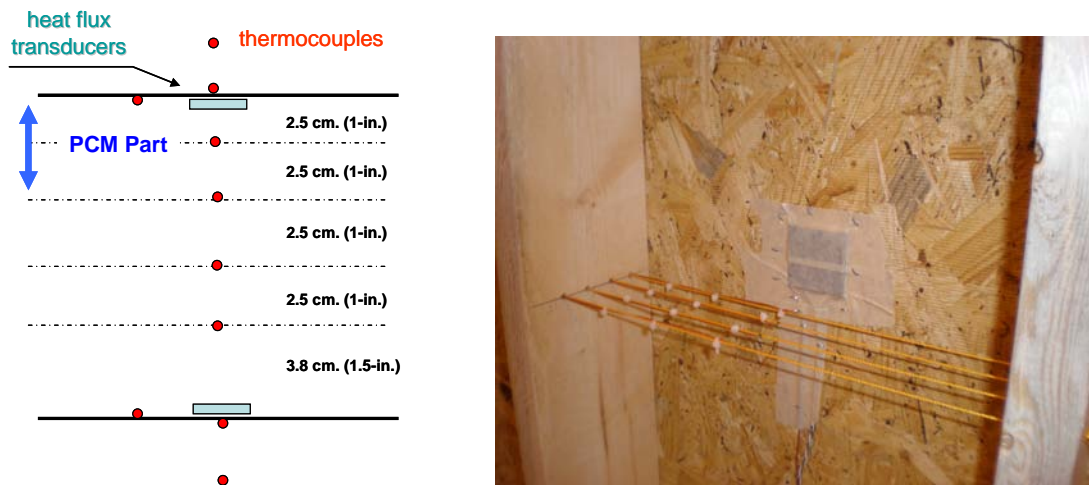 heat flux
transducers
thermocouples
2.5 cm. (1-in.)
PCM Part
2.5 cm. (1-in.)
2.5 cm. (1-in.)
2.5 cm. (1-in.)
3.8 cm. (1.5-in.)